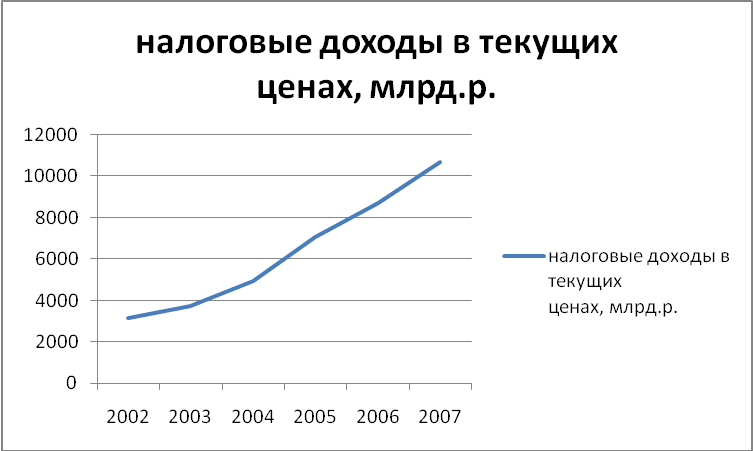 налоговые доходы в текущих
ценах, млрд.р.
12000
10000
8000
6000
4000
2000
0
2002 2003 2004 2005 2006 2007
налоговые доходы в
текущих
ценах, млрд.р.